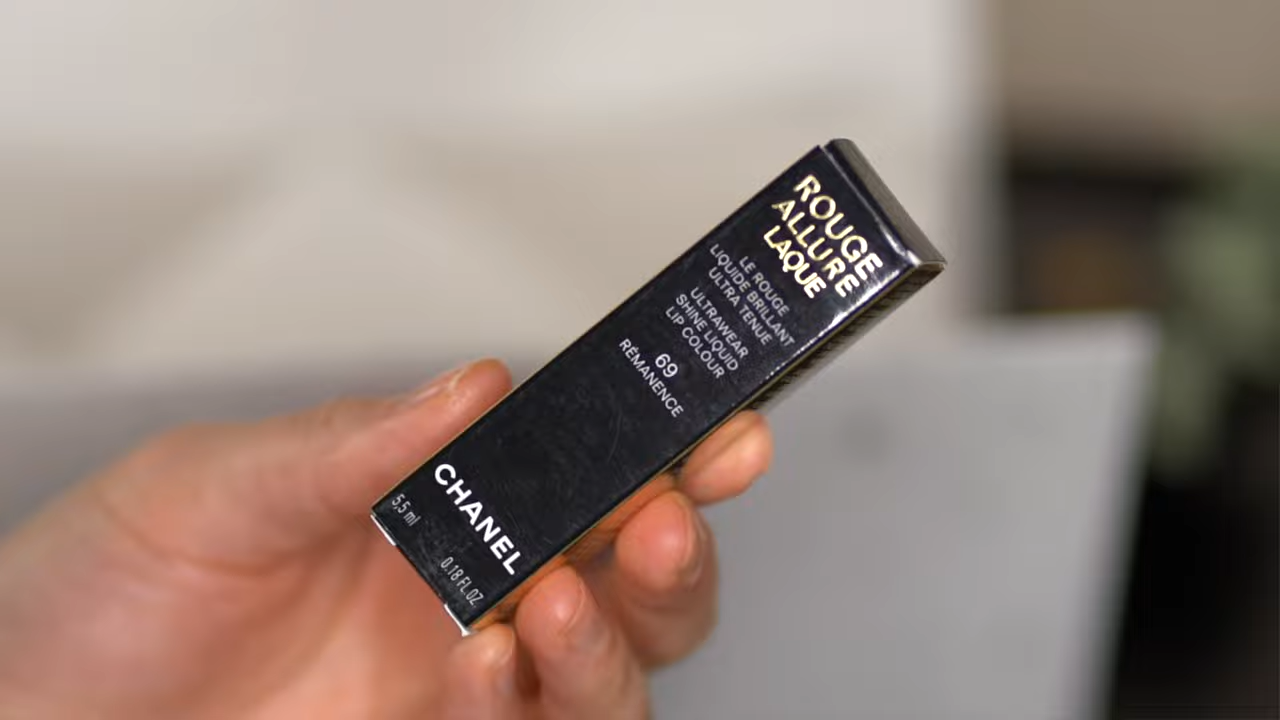 ROUGE
ALLURE
LAQUE
LE ROUGE
LIQUIDE BRILLANT
ULTRA TENUE
ULTRAWEAR
SHINE LIQUID
LIP COLOUR
69
RÉMANENCE
CHANEL
5,5 ml
0.18 FL.OZ.